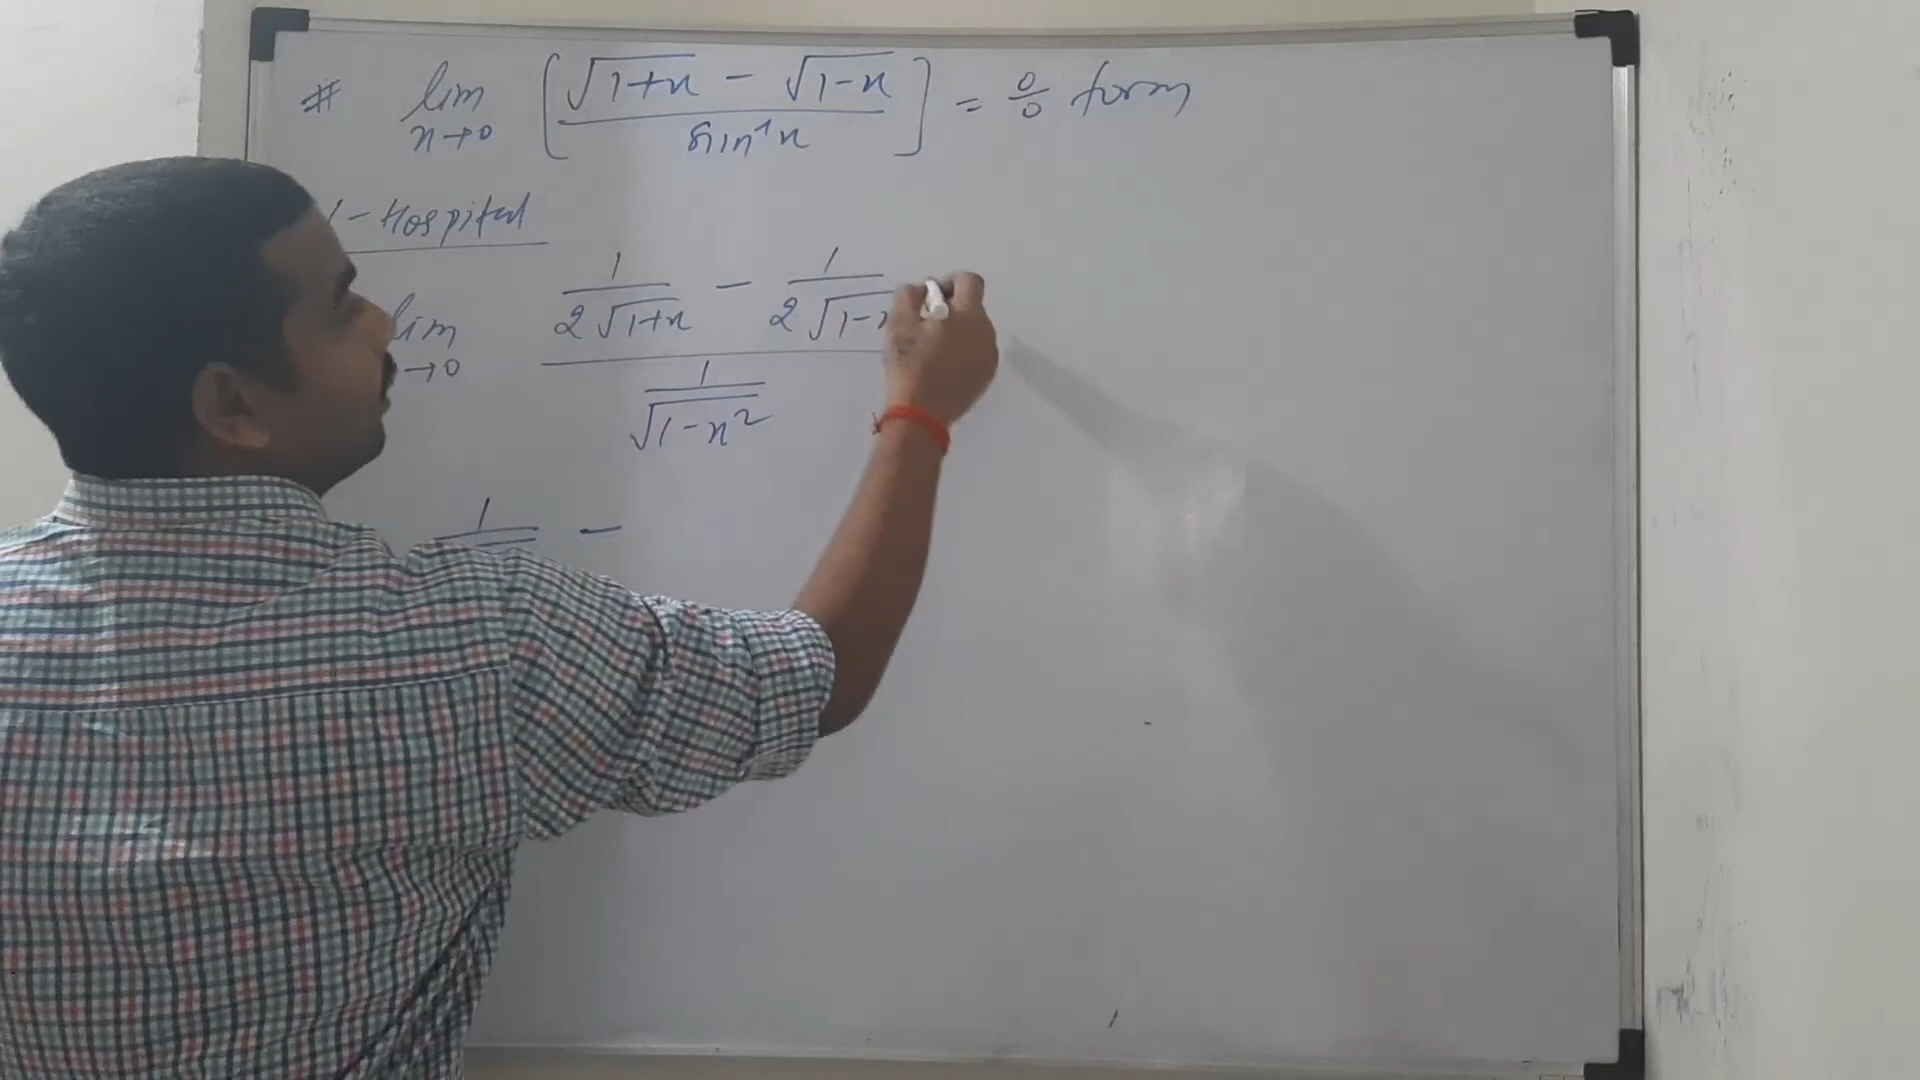 # lim x→0 [(√(1+x) − √(1−x)) / sin⁻¹x] = 0/0 form
- Hospital
lim →0 (1/(2√(1+x)) − 1/(2√(1−x
/ (1/√(1−x²))
1 −